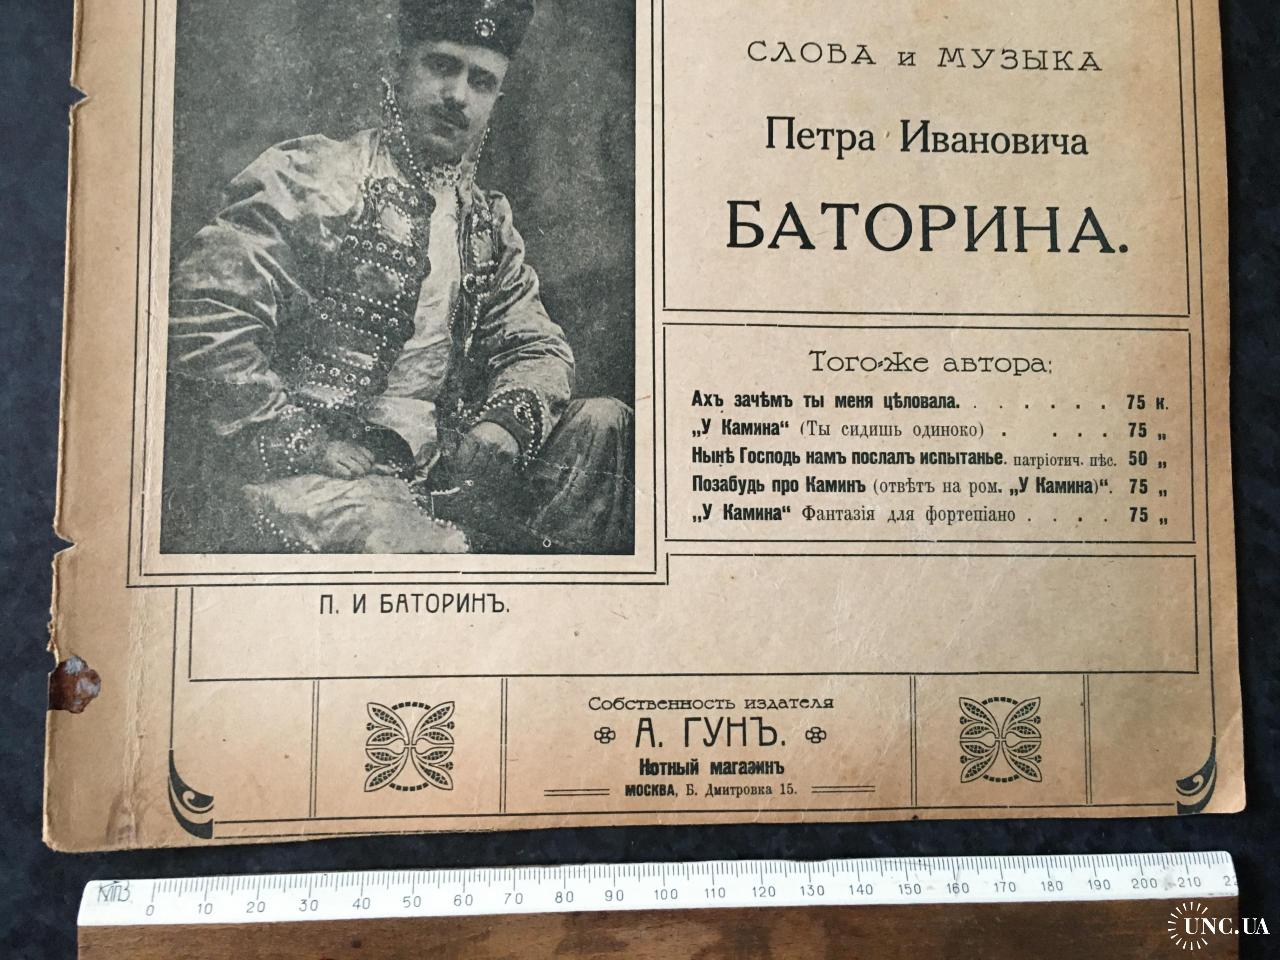 СЛОВА и МУЗЫКА
Петра Ивановича
БАТОРИНА.
Того-же автора:
Ахъ зачѣмъ ты меня цѣловала. . . . . . . 75 к.
„У Камина“ (Ты сидишь одиноко) . . . . 75 „
Нынѣ Господь намъ послалъ испытанье. патріотич. пѣс. 50 „
Позабудь про Каминъ (отвѣтъ на ром. „У Камина)“. 75 „
„У Камина“ Фантазія для фортепіано . . . . 75 „
П. И БАТОРИНЪ.
Собственность издателя
А. ГУНЪ.
Нотный магазинъ
МОСКВА, Б. Дмитровка 15.
0 10 20 30 40 50 60 70 80 90 100 110 120 130 140 150 160 170 180 190 200 210
UNC.UA